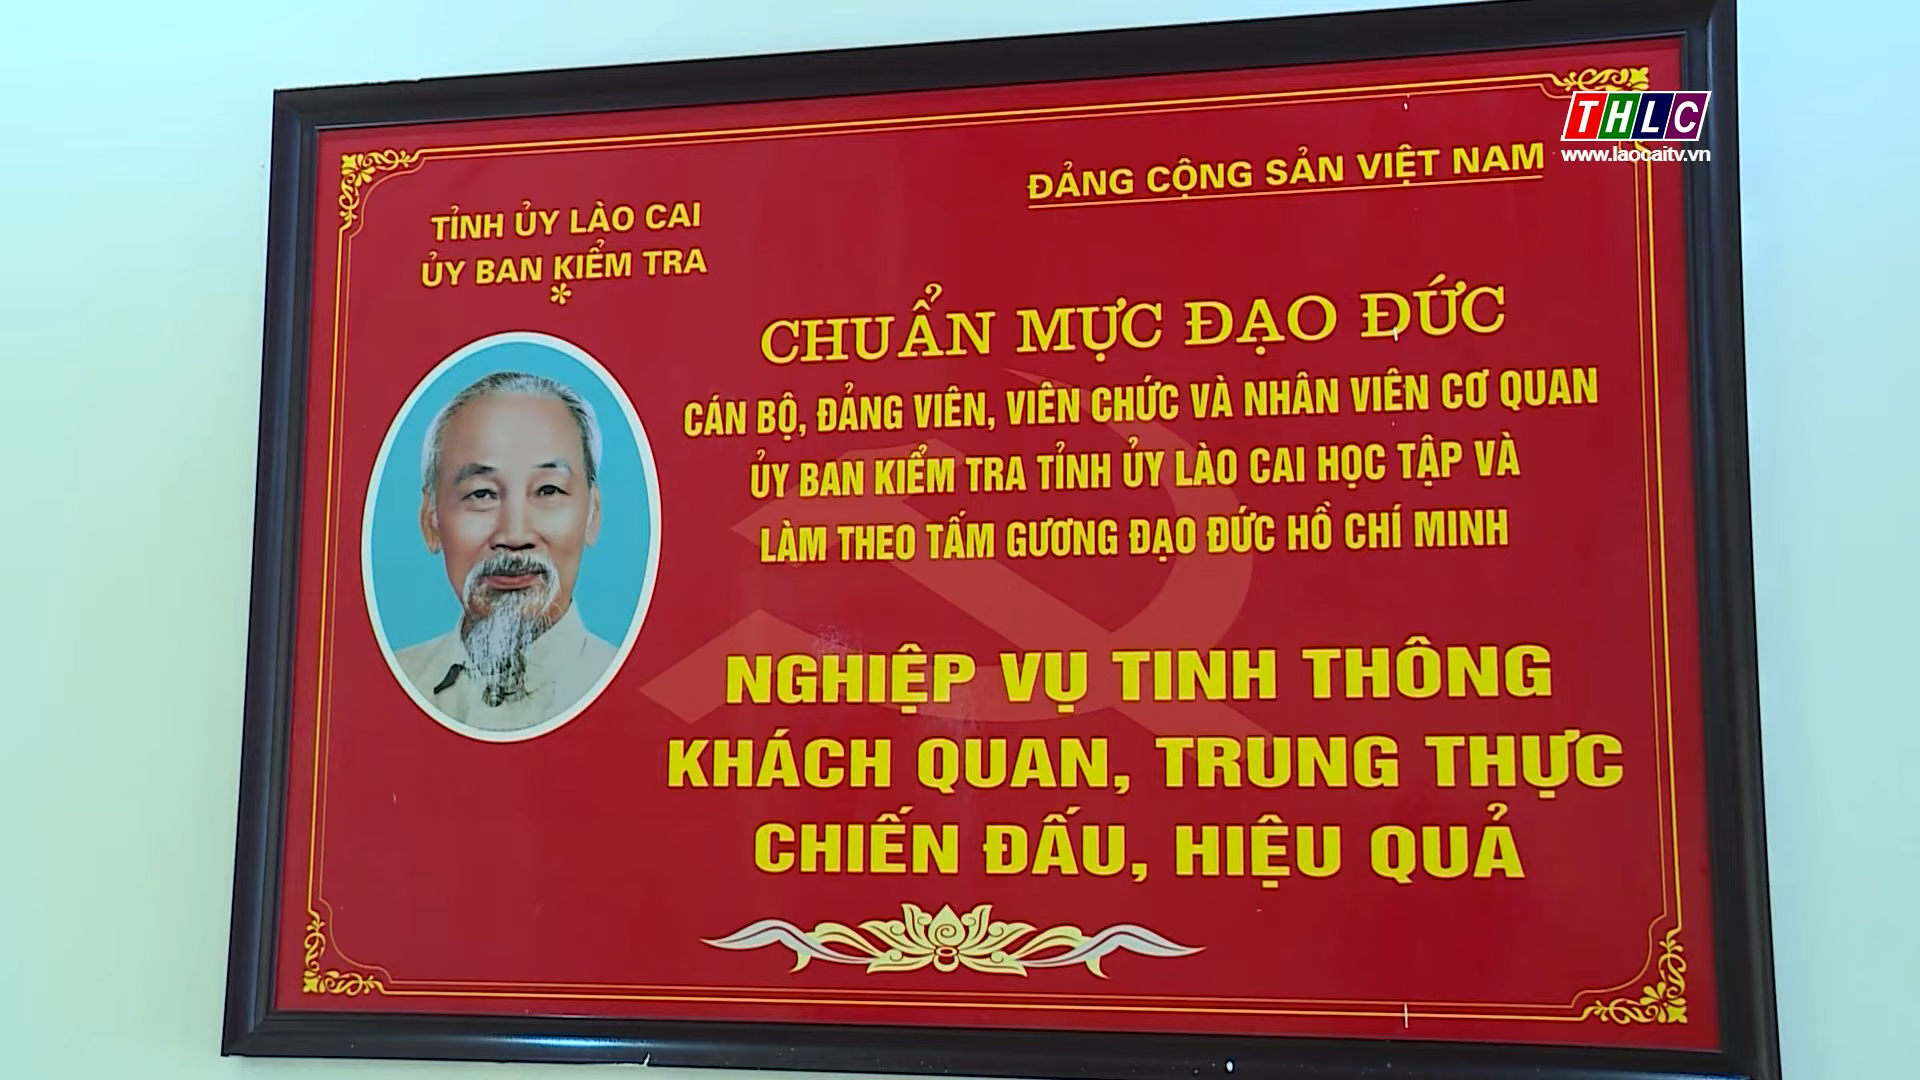 THLC
www.laocaitv.vn
ĐẢNG CỘNG SẢN VIỆT NAM
TỈNH ỦY LÀO CAI
ỦY BAN KIỂM TRA
*
CHUẨN MỰC ĐẠO ĐỨC
CÁN BỘ, ĐẢNG VIÊN, VIÊN CHỨC VÀ NHÂN VIÊN CƠ QUAN
ỦY BAN KIỂM TRA TỈNH ỦY LÀO CAI HỌC TẬP VÀ
LÀM THEO TẤM GƯƠNG ĐẠO ĐỨC HỒ CHÍ MINH
NGHIỆP VỤ TINH THÔNG
KHÁCH QUAN, TRUNG THỰC
CHIẾN ĐẤU, HIỆU QUẢ